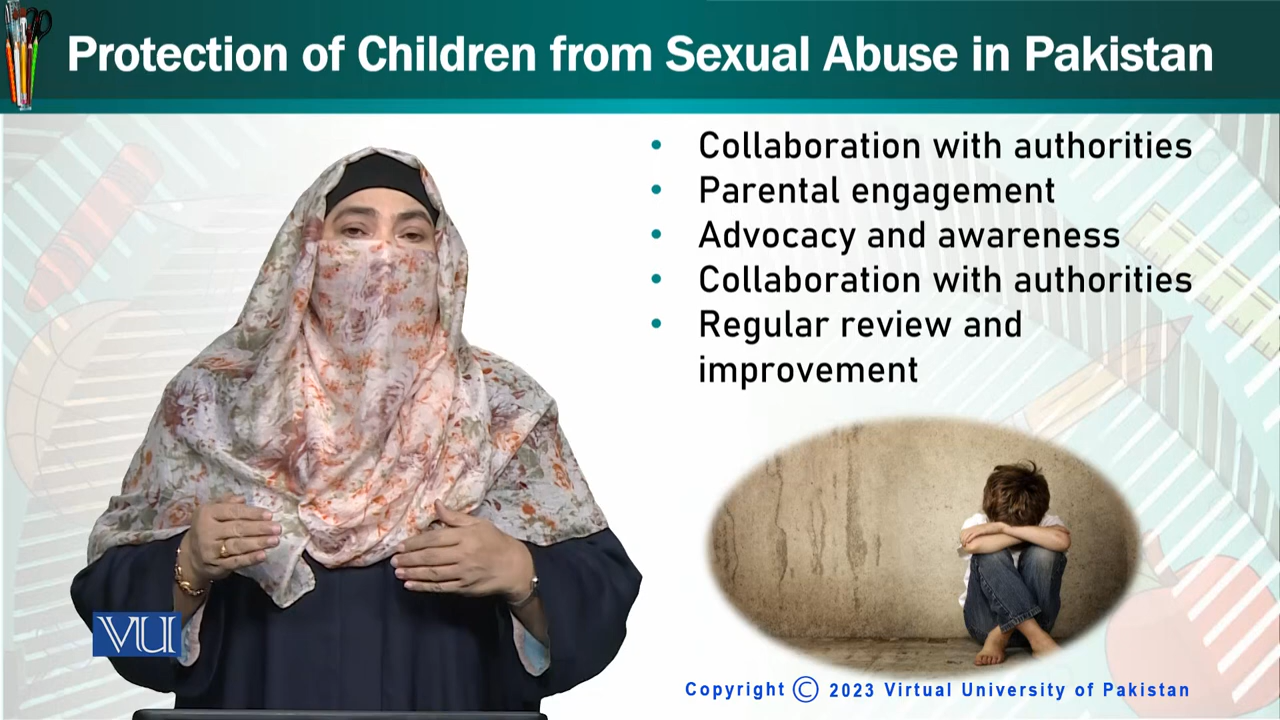 Protection of Children from Sexual Abuse in Pakistan
• Collaboration with authorities
• Parental engagement
• Advocacy and awareness
• Collaboration with authorities
• Regular review and
improvement
VU
Copyright © 2023 Virtual University of Pakistan